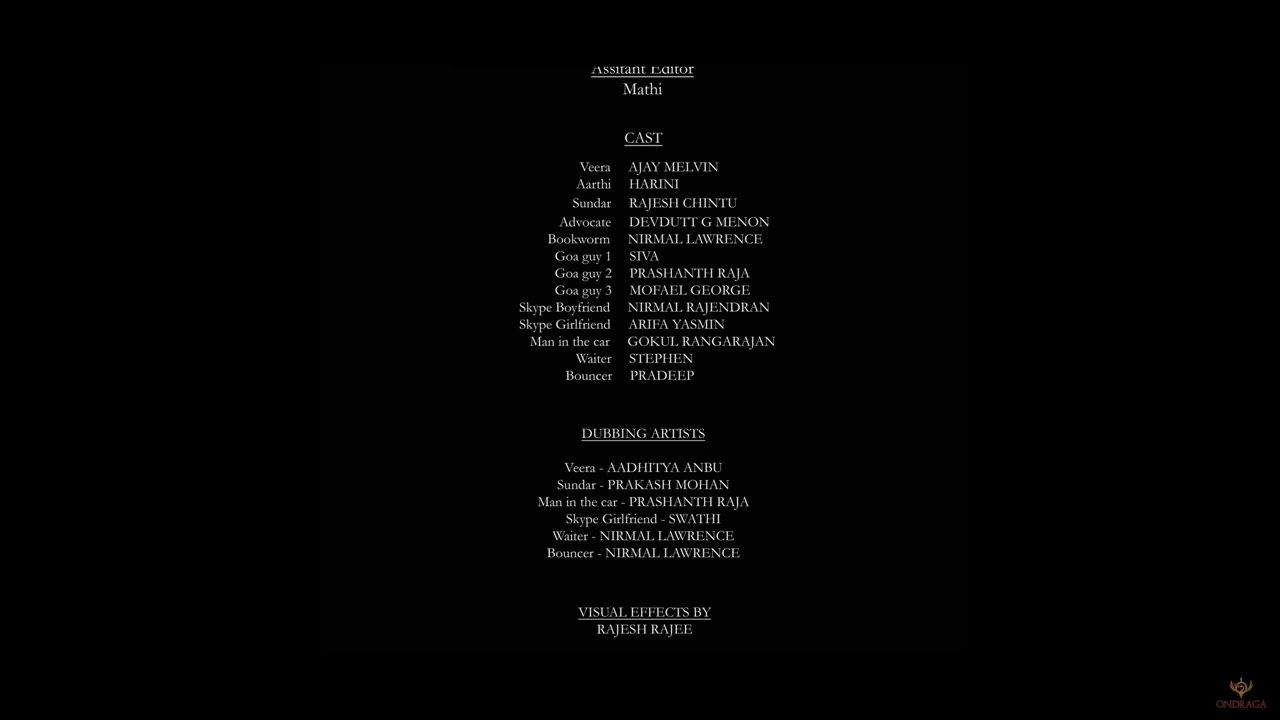 Assitant Editor
Mathi
CAST
Veera AJAY MELVIN
Aarthi HARINI
Sundar RAJESH CHINTU
Advocate DEVDUTT G MENON
Bookworm NIRMAL LAWRENCE
Goa guy 1 SIVA
Goa guy 2 PRASHANTH RAJA
Goa guy 3 MOFAEL GEORGE
Skype Boyfriend NIRMAL RAJENDRAN
Skype Girlfriend ARIFA YASMIN
Man in the car GOKUL RANGARAJAN
Waiter STEPHEN
Bouncer PRADEEP
DUBBING ARTISTS
Veera - AADHITYA ANBU
Sundar - PRAKASH MOHAN
Man in the car - PRASHANTH RAJA
Skype Girlfriend - SWATHI
Waiter - NIRMAL LAWRENCE
Bouncer - NIRMAL LAWRENCE
VISUAL EFFECTS BY
RAJESH RAJEE
ONDRAGA